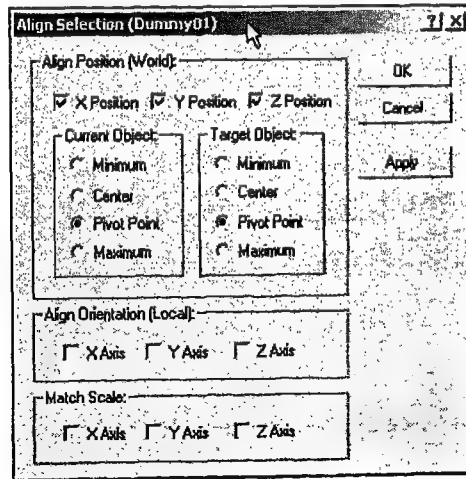 Align Selection (Dummy01)
? X
Align Position (World):
X Position Y Position Z Position
OK
Cancel
Apply
Current Object:
Minimum
Center
Pivot Point
Maximum
Target Object:
Minimum
Center
Pivot Point
Maximum
Align Orientation (Local):
X Axis Y Axis Z Axis
Match Scale:
X Axis Y Axis Z Axis